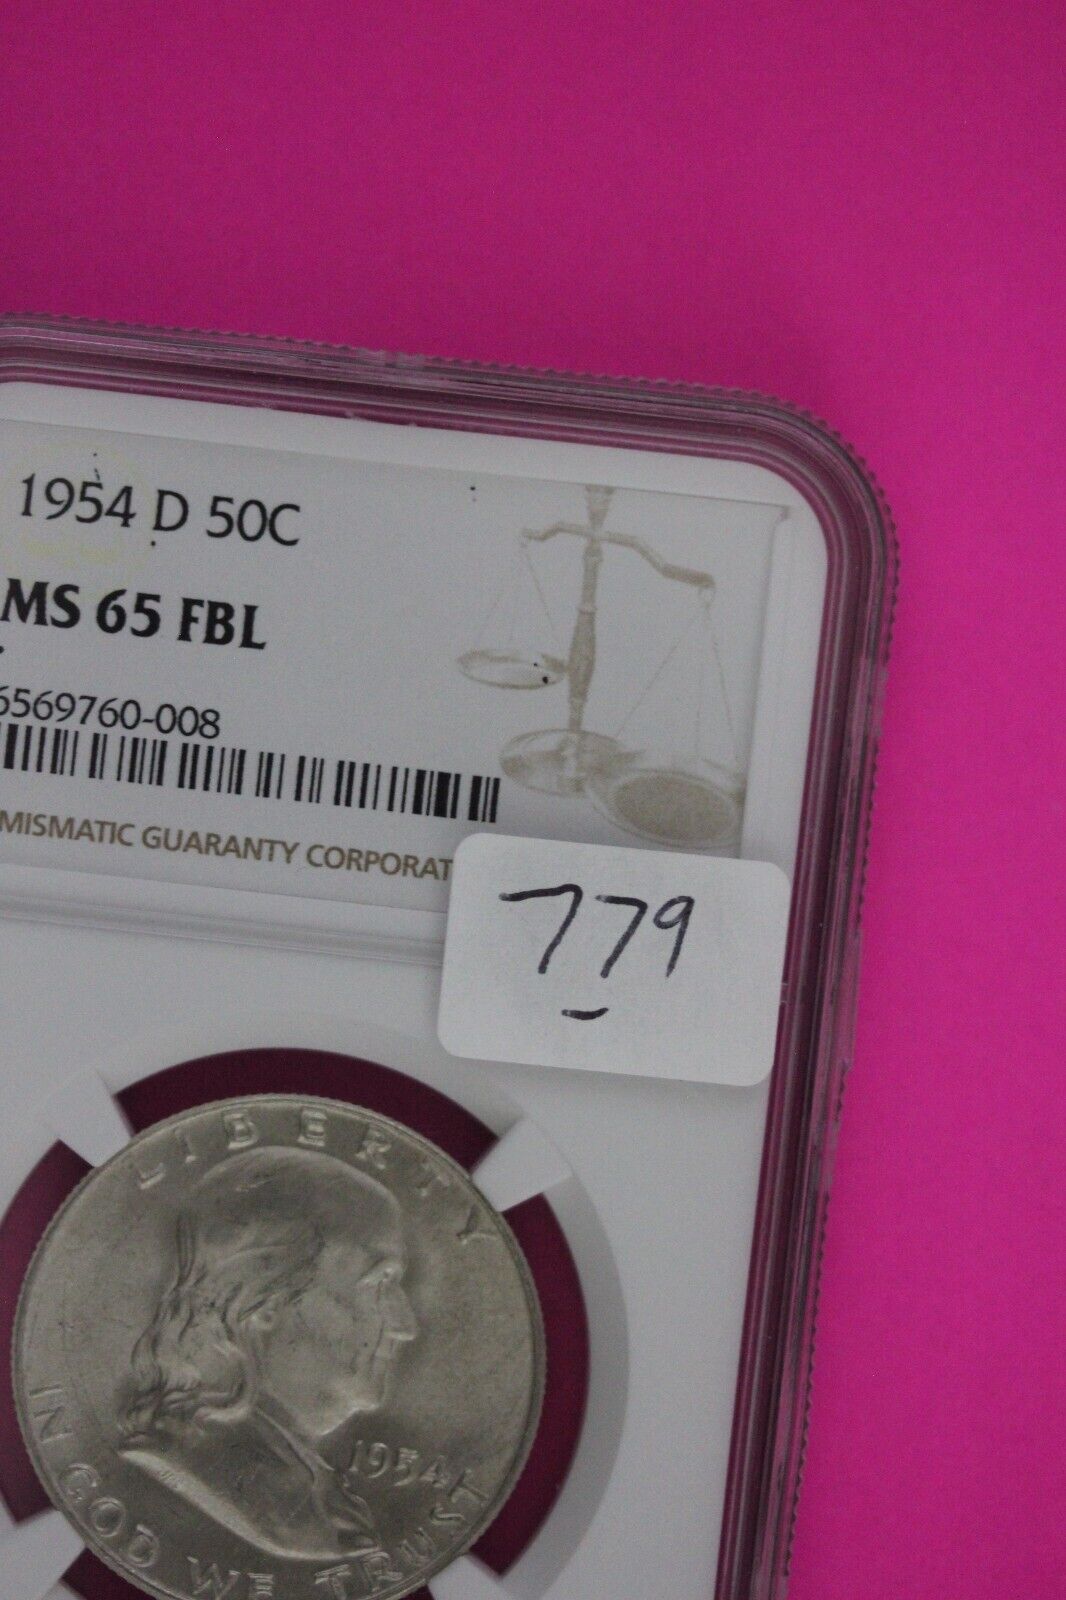 1954 D 50C
MS 65 FBL
6569760-008
MISMATIC GUARANTY CORPORAT
779
LIBERTY
1954
IN GOD WE TRUST